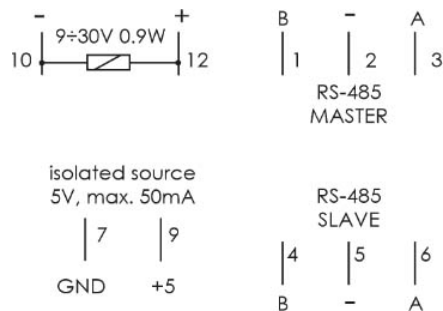 - +
9÷30V 0.9W
10 12
B - A
1 2 3
RS-485
MASTER
isolated source
5V, max. 50mA
7 9
GND +5
RS-485
SLAVE
4 5 6
B - A